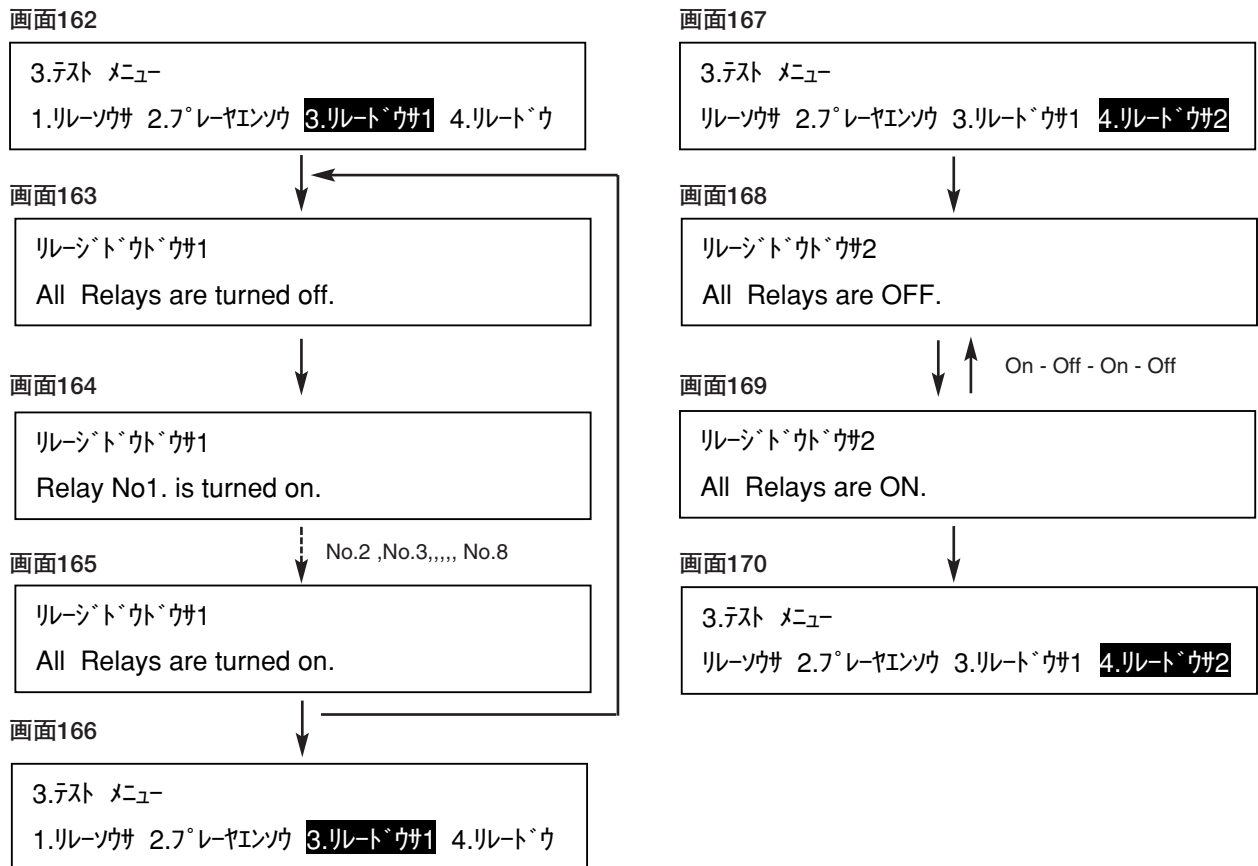 画面162
3.ﾃｽﾄ ﾒﾆｭｰ
1.ﾘﾚｰｿｳｻ 2.ﾌﾟﾚｰﾔｴﾝｿｳ 3.ﾘﾚｰﾄﾞｳｻ1 4.ﾘﾚｰﾄﾞｳ
画面163
ﾘﾚｰｼﾞﾄﾞｳﾄﾞｳｻ1
All Relays are turned off.
画面164
ﾘﾚｰｼﾞﾄﾞｳﾄﾞｳｻ1
Relay No1. is turned on.
No.2 ,No.3,,,,, No.8
画面165
ﾘﾚｰｼﾞﾄﾞｳﾄﾞｳｻ1
All Relays are turned on.
画面166
3.ﾃｽﾄ ﾒﾆｭｰ
1.ﾘﾚｰｿｳｻ 2.ﾌﾟﾚｰﾔｴﾝｿｳ 3.ﾘﾚｰﾄﾞｳｻ1 4.ﾘﾚｰﾄﾞｳ
画面167
3.ﾃｽﾄ ﾒﾆｭｰ
ﾘﾚｰｿｳｻ 2.ﾌﾟﾚｰﾔｴﾝｿｳ 3.ﾘﾚｰﾄﾞｳｻ1 4.ﾘﾚｰﾄﾞｳｻ2
画面168
ﾘﾚｰｼﾞﾄﾞｳﾄﾞｳｻ2
All Relays are OFF.
On - Off - On - Off
画面169
ﾘﾚｰｼﾞﾄﾞｳﾄﾞｳｻ2
All Relays are ON.
画面170
3.ﾃｽﾄ ﾒﾆｭｰ
ﾘﾚｰｿｳｻ 2.ﾌﾟﾚｰﾔｴﾝｿｳ 3.ﾘﾚｰﾄﾞｳｻ1 4.ﾘﾚｰﾄﾞｳｻ2